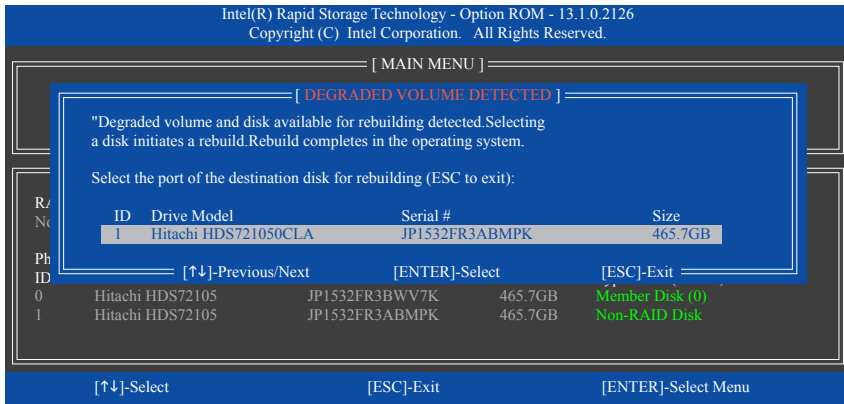 Intel(R) Rapid Storage Technology - Option ROM - 13.1.0.2126
Copyright (C) Intel Corporation. All Rights Reserved.
[ MAIN MENU ]
[ DEGRADED VOLUME DETECTED ]
"Degraded volume and disk available for rebuilding detected.Selecting
a disk initiates a rebuild.Rebuild completes in the operating system.
Select the port of the destination disk for rebuilding (ESC to exit):
ID Drive Model Serial # Size
1 Hitachi HDS721050CLA JP1532FR3ABMPK 465.7GB
[↑↓]-Previous/Next [ENTER]-Select [ESC]-Exit
ID
0 Hitachi HDS72105 JP1532FR3BWV7K 465.7GB Member Disk (0)
1 Hitachi HDS72105 JP1532FR3ABMPK 465.7GB Non-RAID Disk
[↑↓]-Select [ESC]-Exit [ENTER]-Select Menu